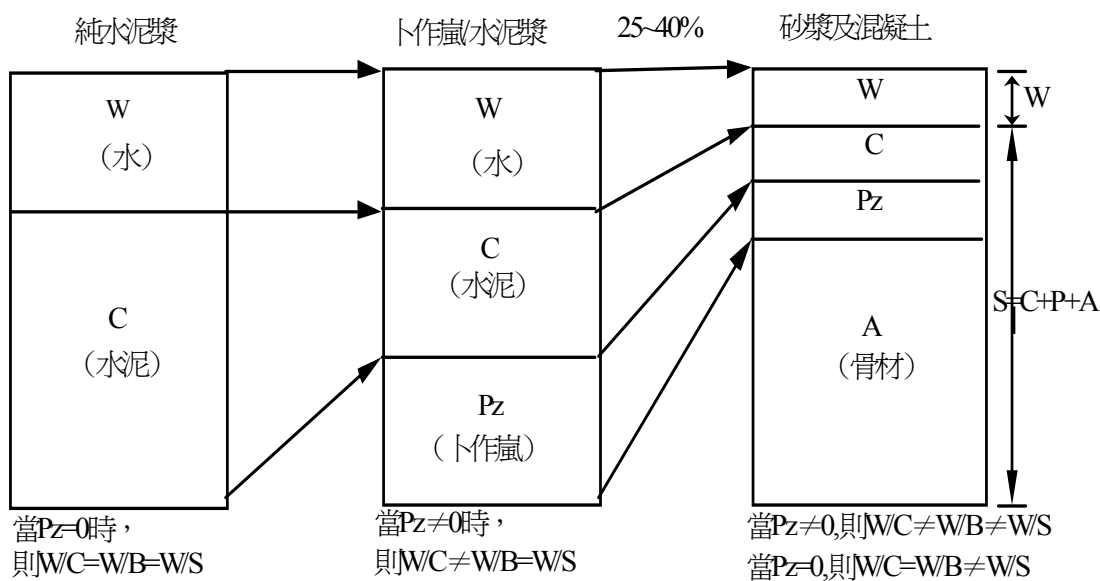 純水泥漿
卜作嵐/水泥漿
25~40%
砂漿及混凝土
W
(水)
C
(水泥)
當Pz=0時，
則W/C=W/B=W/S
W
(水)
C
(水泥)
Pz
(卜作嵐)
當Pz≠0時，
則W/C≠W/B=W/S
W
C
Pz
A
(骨材)
W
S=C+P+A
當Pz≠0,則W/C≠W/B≠W/S
當Pz=0,則W/C=W/B≠W/S